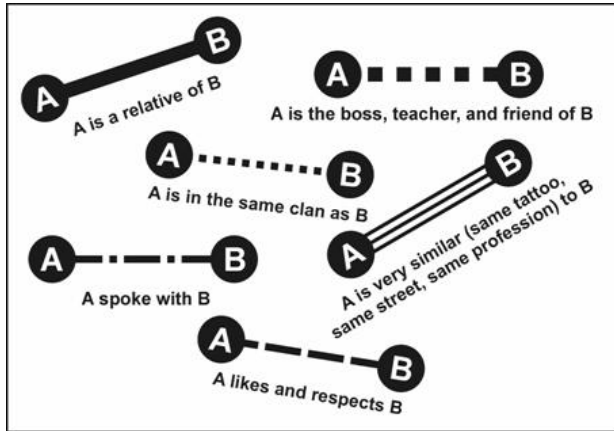 A B
A is a relative of B
A B
A is the boss, teacher, and friend of B
A B
A is in the same clan as B
A B
A is very similar (same tattoo,
same street, same profession) to B
A B
A spoke with B
A B
A likes and respects B